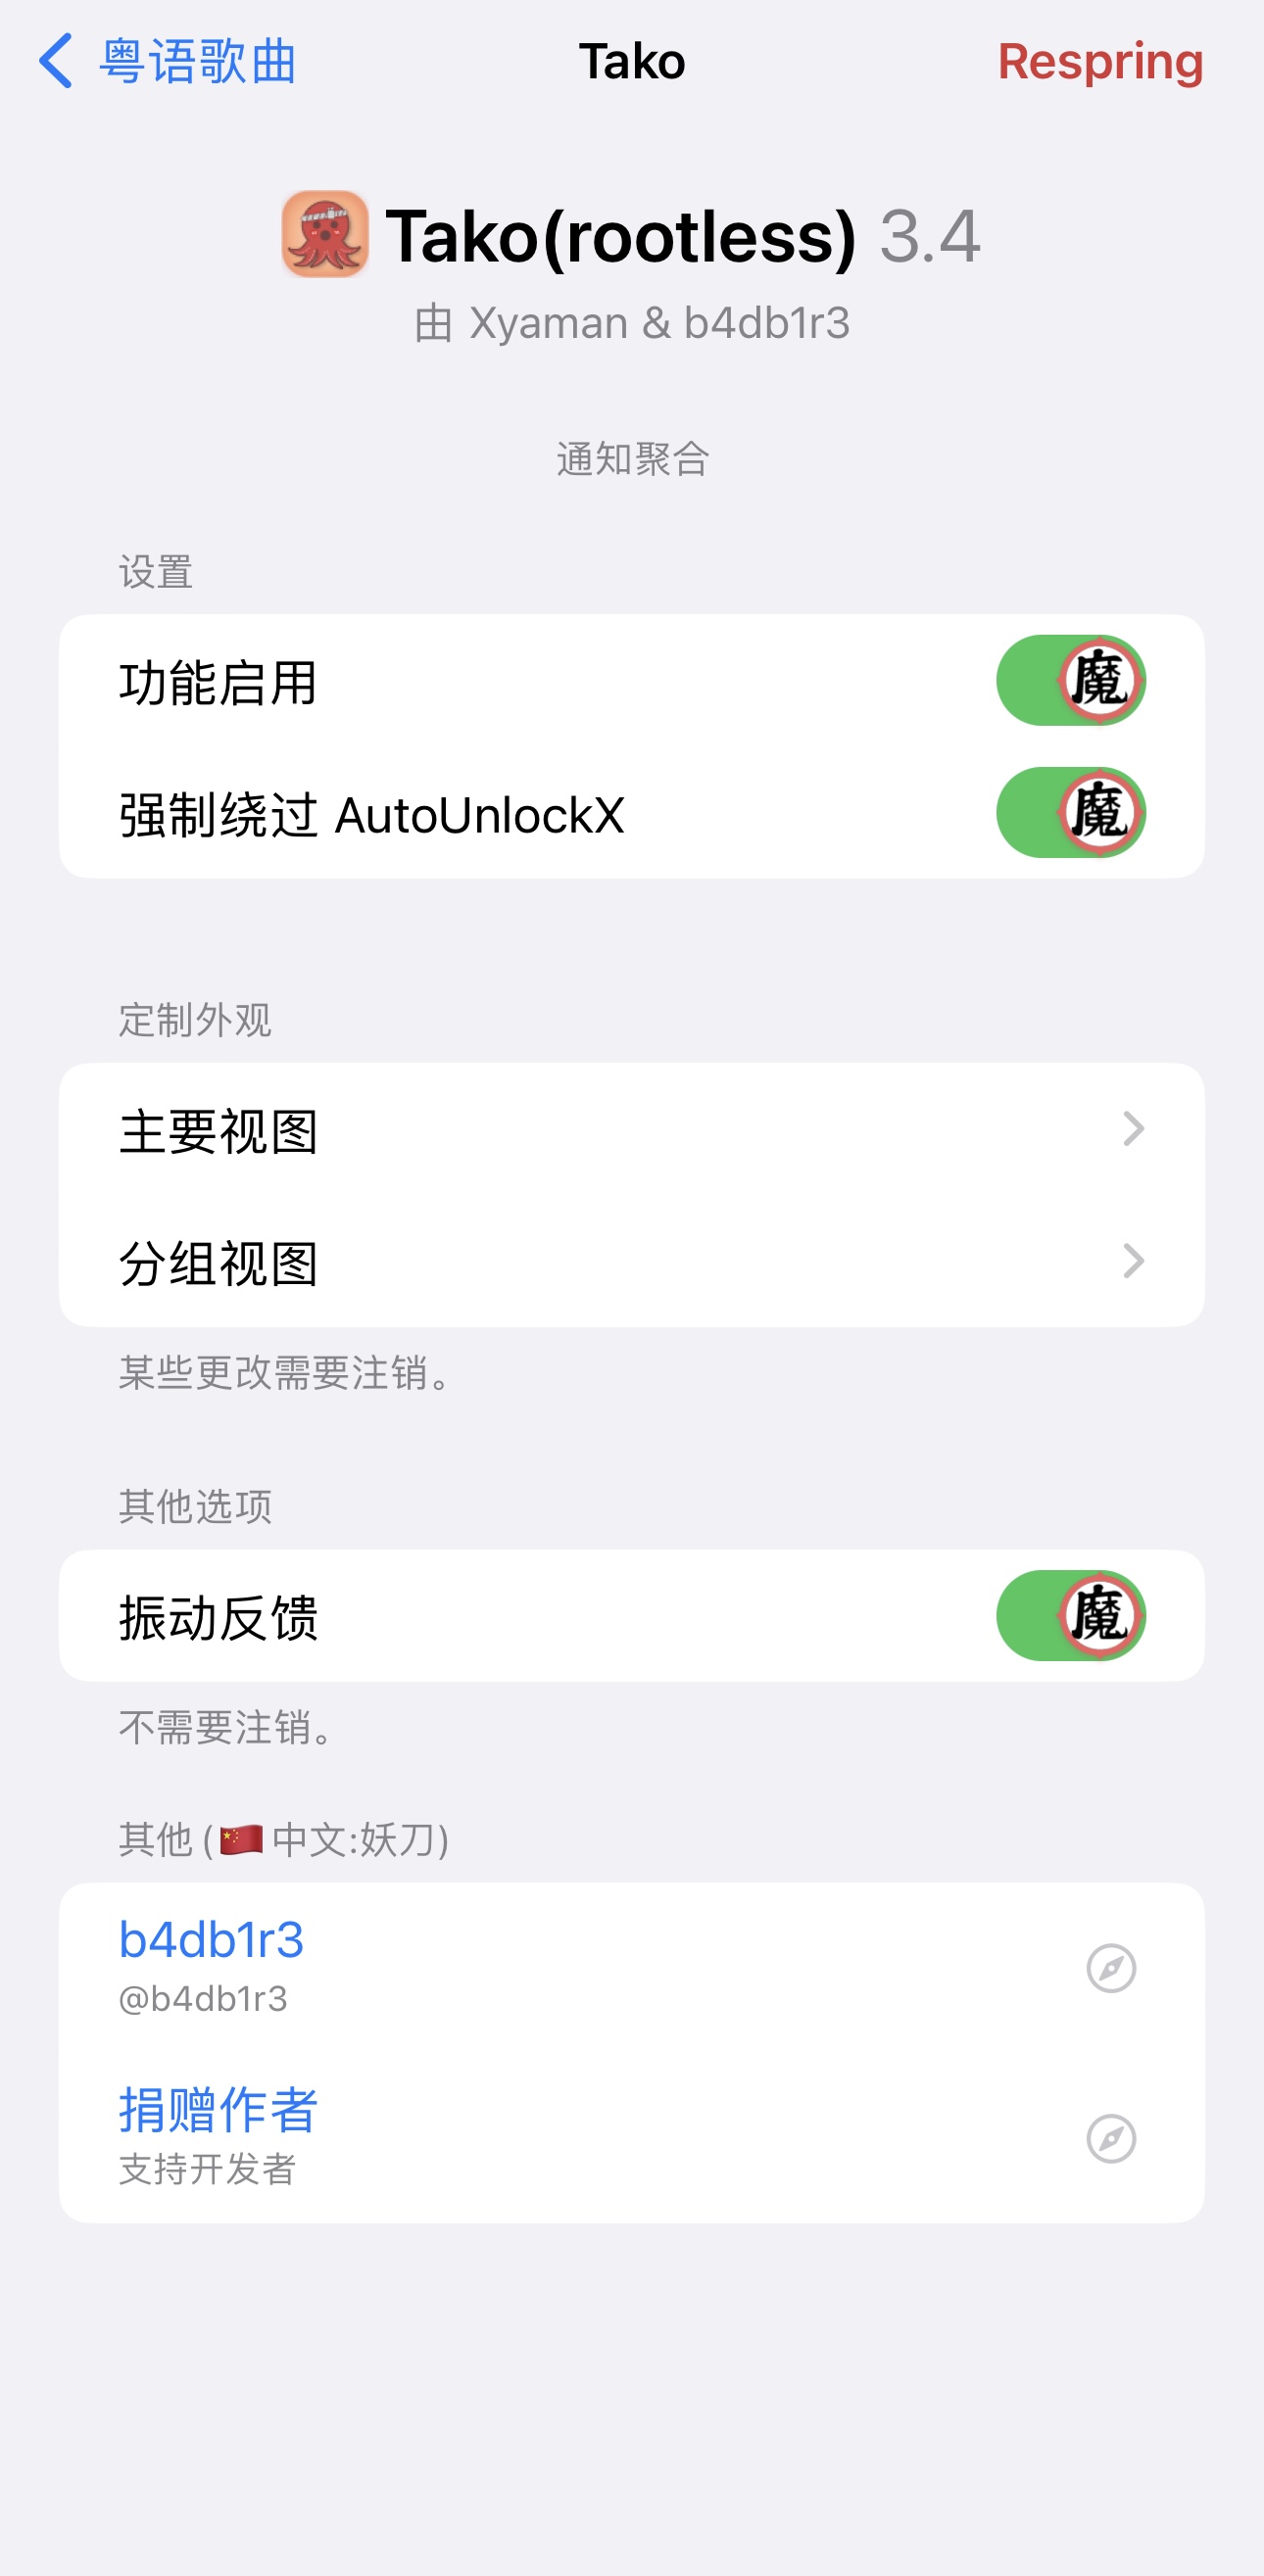 粤语歌曲
Tako
Respring
Tako(rootless) 3.4
由 Xyaman & b4db1r3
通知聚合
设置
功能启用
魔
强制绕过 AutoUnlockX
魔
定制外观
主要视图
分组视图
某些更改需要注销。
其他选项
振动反馈
魔
不需要注销。
其他 (🇨🇳 中文:妖刀)
b4db1r3
@b4db1r3
捐赠作者
支持开发者